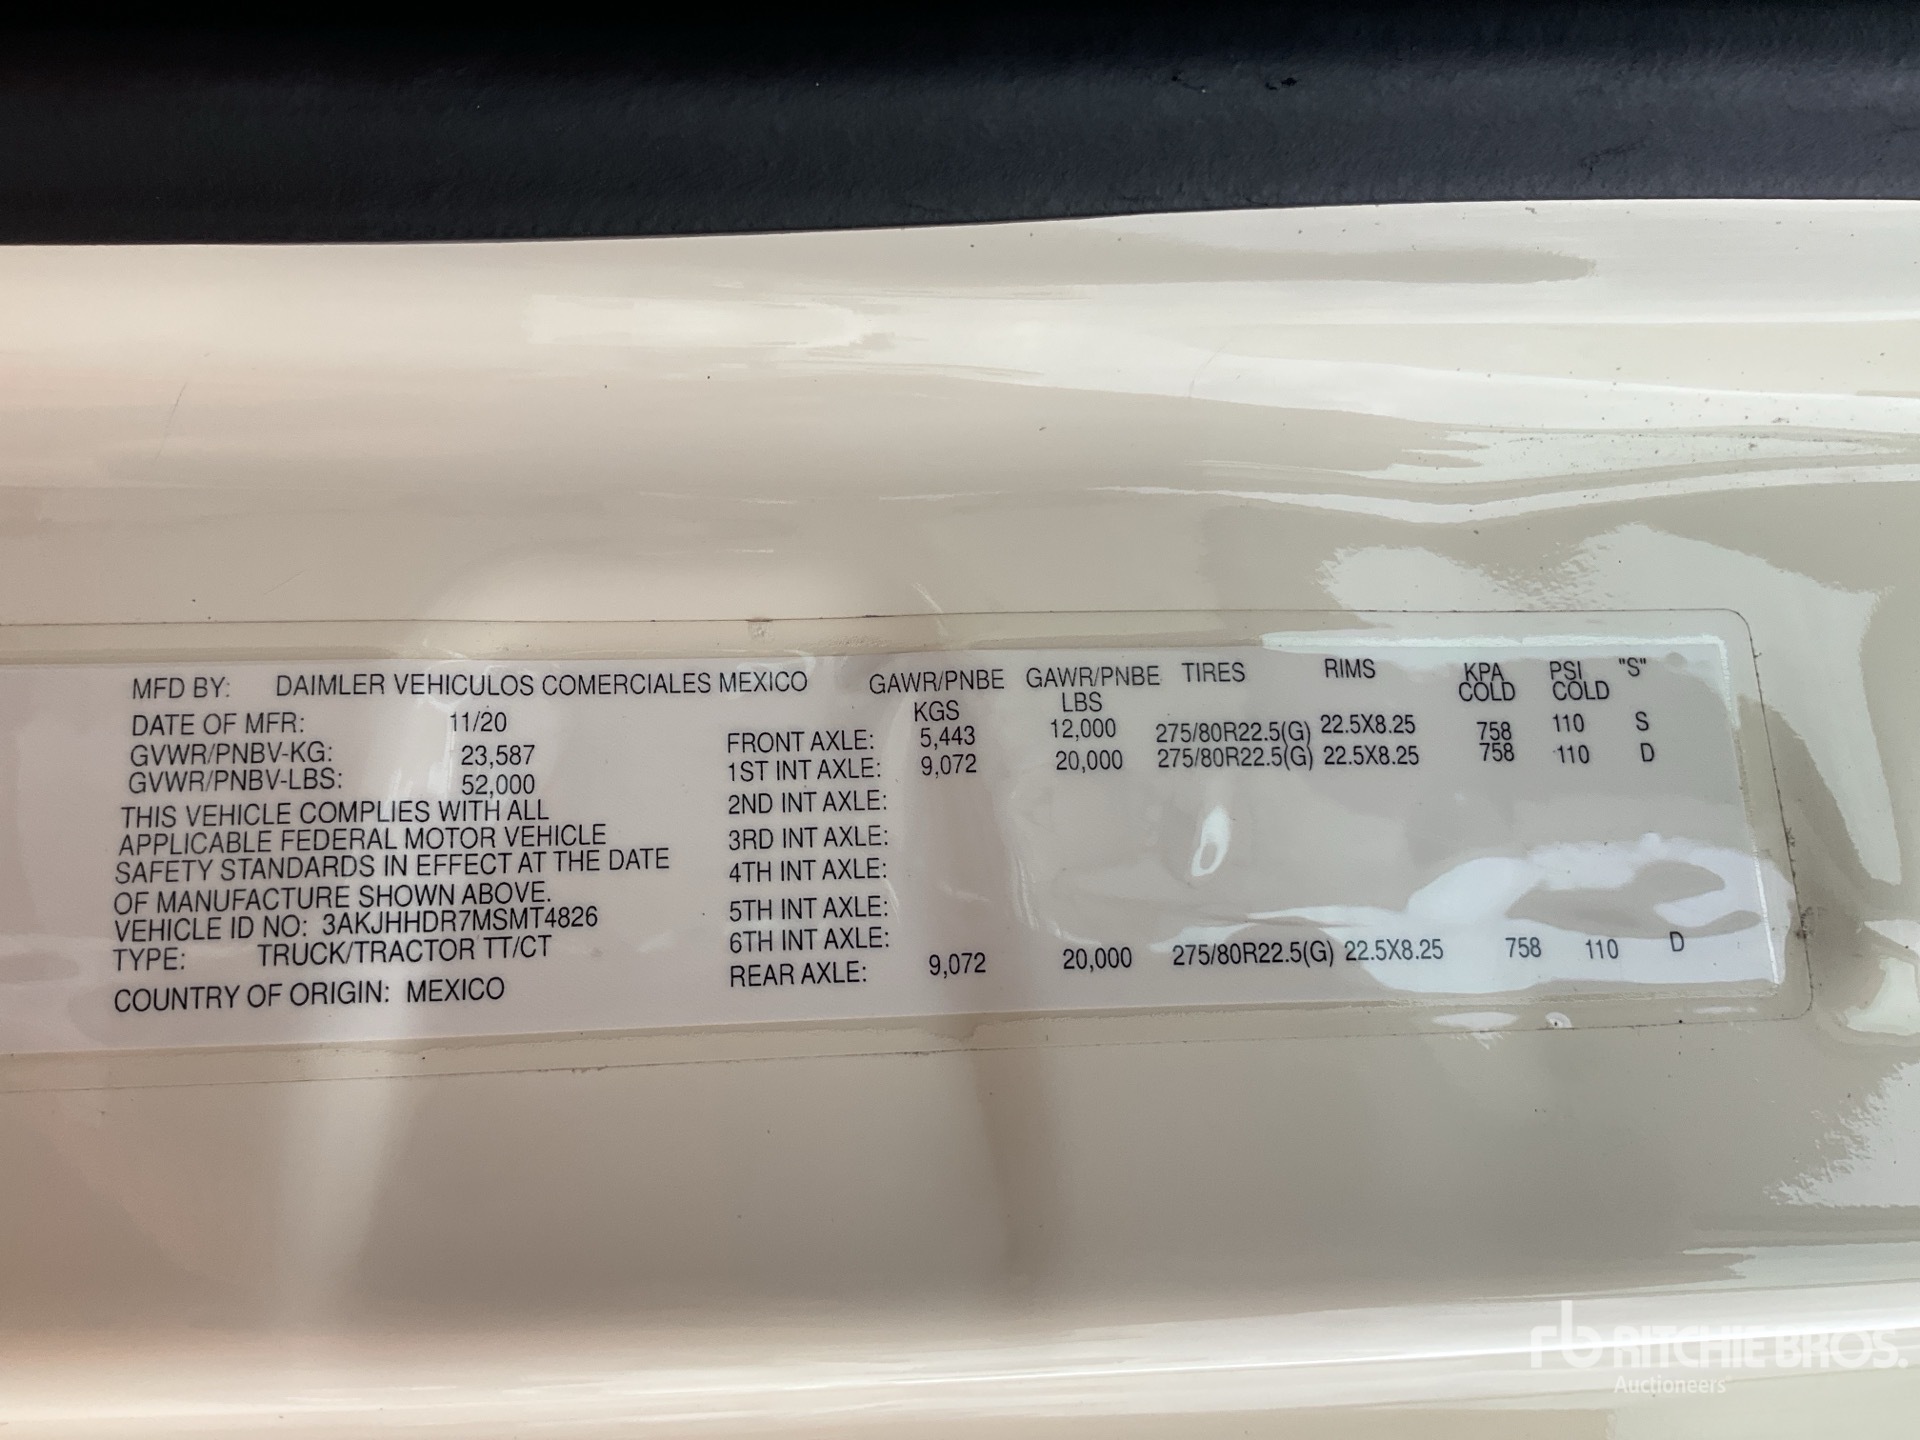 MFD BY: DAIMLER VEHICULOS COMERCIALES MEXICO
DATE OF MFR: 11/20
GVWR/PNBV-KG: 23,587
GVWR/PNBV-LBS: 52,000
THIS VEHICLE COMPLIES WITH ALL
APPLICABLE FEDERAL MOTOR VEHICLE
SAFETY STANDARDS IN EFFECT AT THE DATE
OF MANUFACTURE SHOWN ABOVE.
VEHICLE ID NO: 3AKJHHDR7MSMT4826
TYPE: TRUCK/TRACTOR TT/CT
COUNTRY OF ORIGIN: MEXICO
GAWR/PNBE GAWR/PNBE TIRES RIMS KPA PSI "S"
KGS LBS COLD COLD
FRONT AXLE: 5,443 12,000 275/80R22.5(G) 22.5X8.25 758 110 S
1ST INT AXLE: 9,072 20,000 275/80R22.5(G) 22.5X8.25 758 110 D
2ND INT AXLE:
3RD INT AXLE:
4TH INT AXLE:
5TH INT AXLE:
6TH INT AXLE:
REAR AXLE: 9,072 20,000 275/80R22.5(G) 22.5X8.25 758 110 D
rb RITCHIE BROS.
Auctioneers